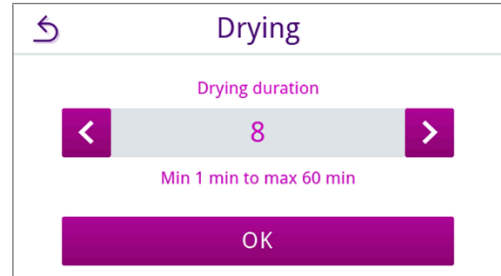 Drying
Drying duration
8
Min 1 min to max 60 min
OK